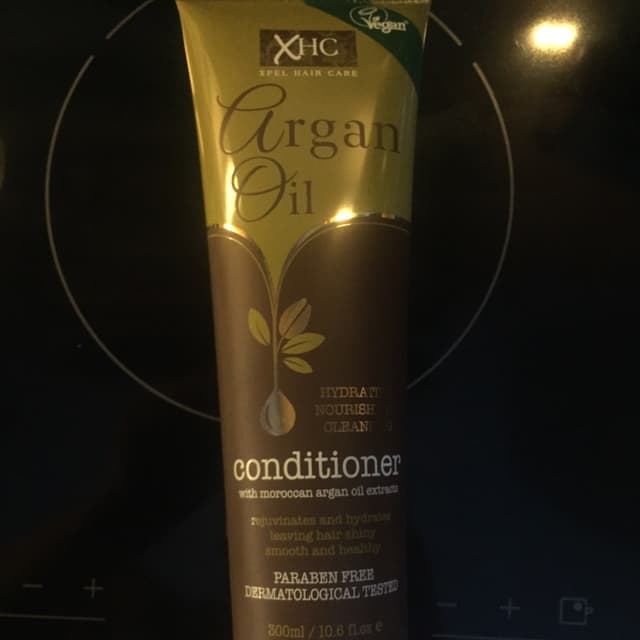 Vegan
XHC
XPEL HAIR CARE
Argan
Oil
conditioner
with moroccan argan oil extracts
rejuvinates and hydrates
leaving hair shiny
smooth and healthy
PARABEN FREE
DERMATOLOGICAL TESTED
300ml / 10.6 fl.oz e